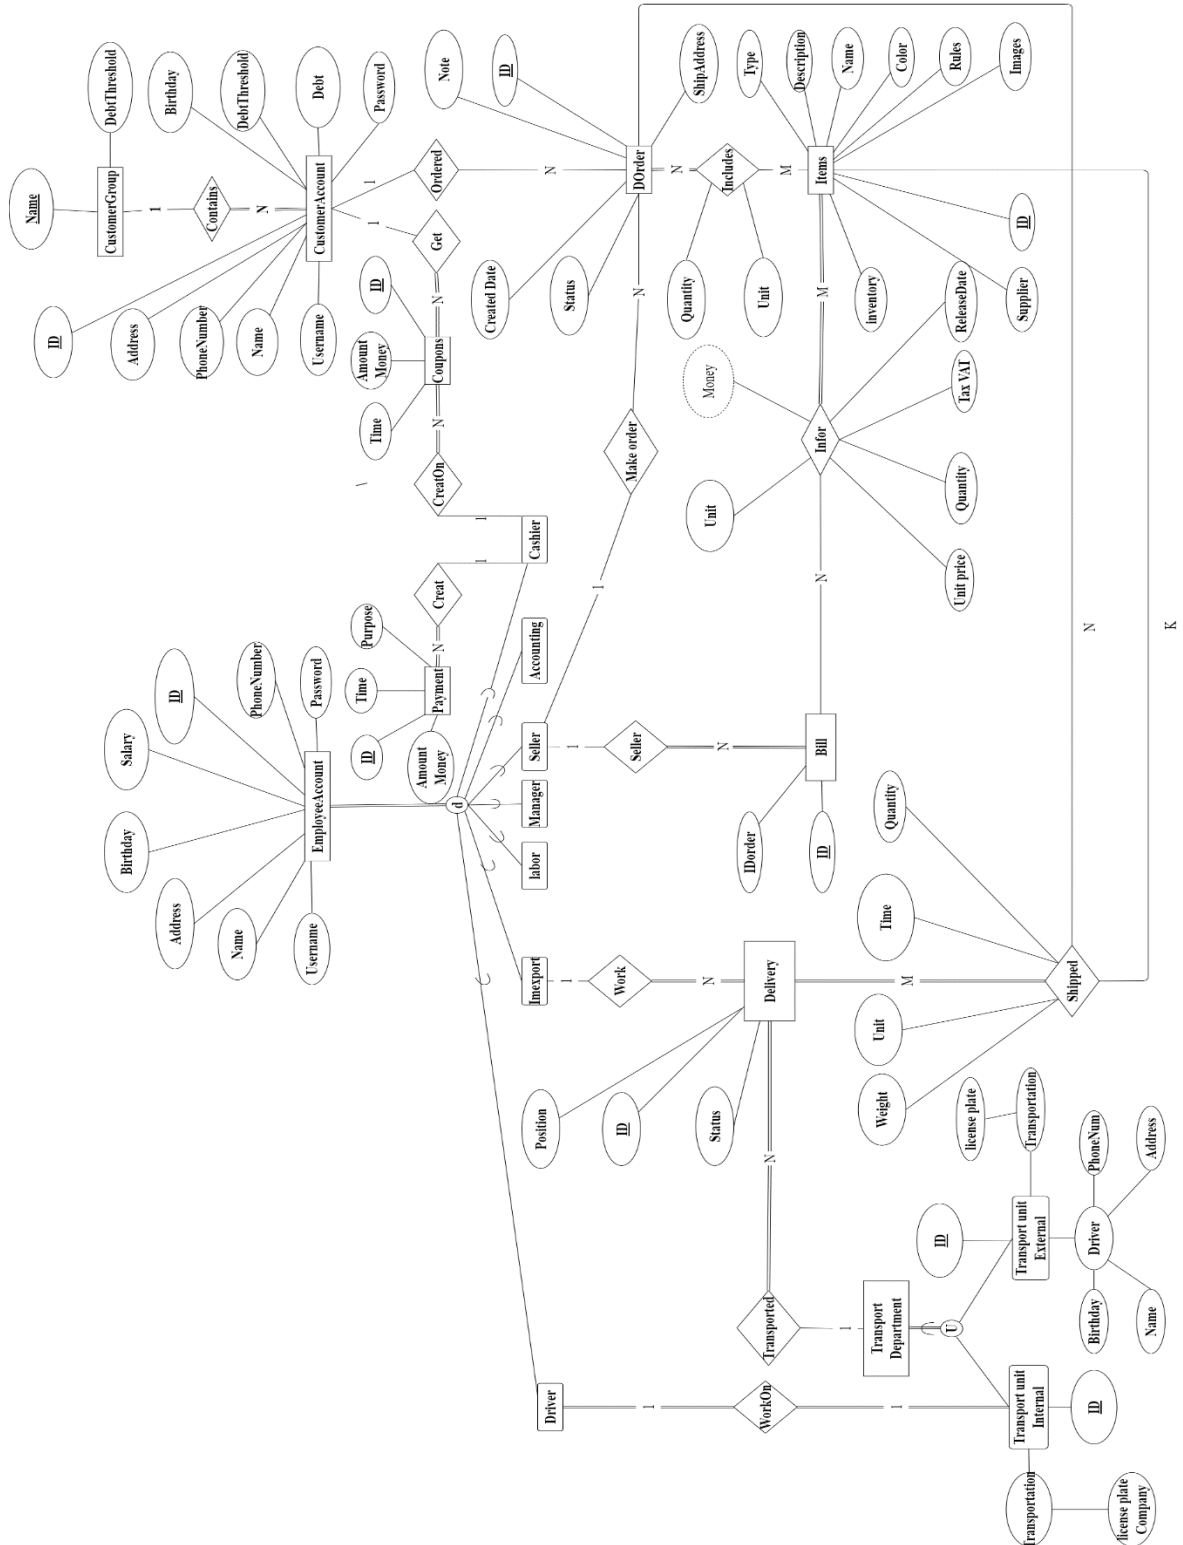 Name
DebtThreshold
CustomerGroup
1
Contains
N
ID
Address
PhoneNumber
Name
Username
CustomerAccount
Birthday
DebtThreshold
Debt
Password
1
Ordered
N
1
Get
N
ID
Amount
Money
Time
Coupons
N
CreatOn
1
\
Cashier
1
Creat
N
Payment
Purpose
Time
ID
Amount
Money
Salary
Birthday
Address
Name
Username
EmployeeAccount
ID
PhoneNumber
Password
d
Accounting
Seller
Manager
labor
Imexport
Driver
1
Make order
N
Note
ID
ShipAddress
DOrder
Created Date
Status
N
Includes
M
Quantity
Unit
Type
Description
Name
Color
Rules
Images
Items
ID
Supplier
inventory
M
Infor
N
Money
Unit
ReleaseDate
Tax VAT
Quantity
Unit price
1
Seller
N
Bill
IDorder
ID
1
Work
N
Delivery
Position
ID
Status
M
Shipped
N
K
Quantity
Time
Unit
Weight
N
Transported
1
Transport
Department
U
Transport unit
External
ID
Transportation
license plate
Driver
PhoneNum
Address
Birthday
Name
1
WorkOn
1
Transport unit
Internal
ID
Transportation
license plate
Company